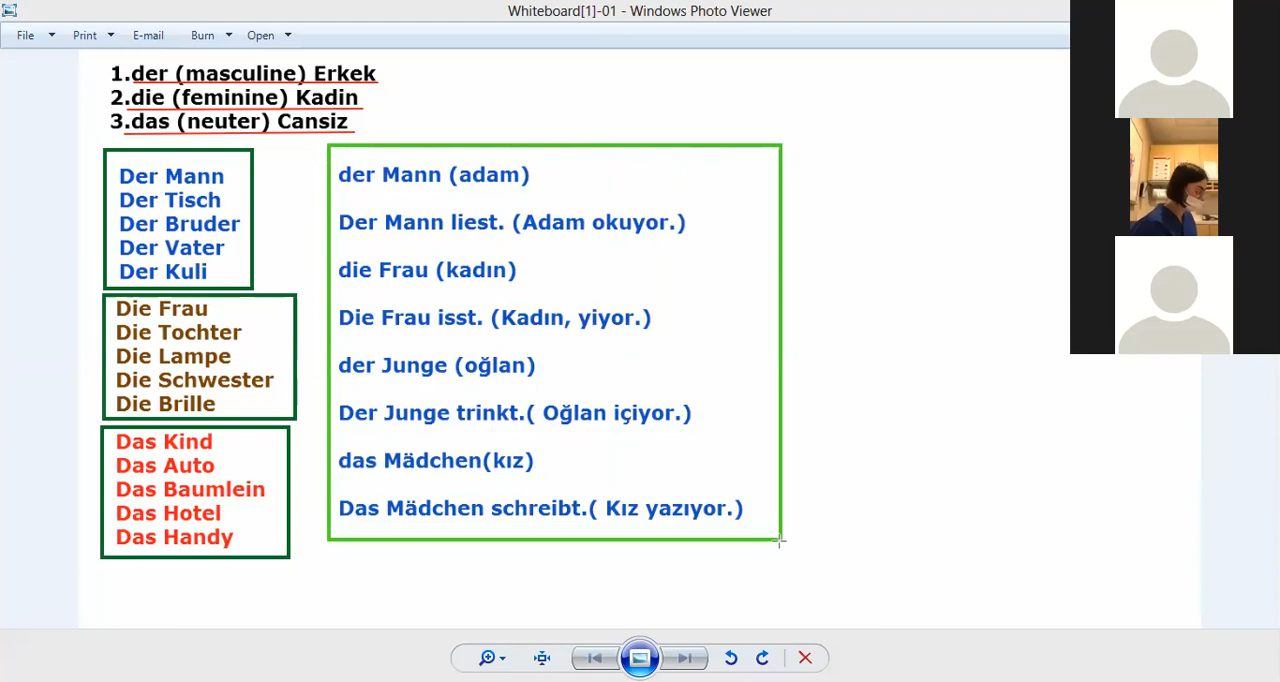 Whiteboard[1]-01 - Windows Photo Viewer
File Print E-mail Burn Open
1.der (masculine) Erkek
2.die (feminine) Kadin
3.das (neuter) Cansiz
Der Mann
Der Tisch
Der Bruder
Der Vater
Der Kuli
Die Frau
Die Tochter
Die Lampe
Die Schwester
Die Brille
Das Kind
Das Auto
Das Baumlein
Das Hotel
Das Handy
der Mann (adam)
Der Mann liest. (Adam okuyor.)
die Frau (kadın)
Die Frau isst. (Kadın, yiyor.)
der Junge (oğlan)
Der Junge trinkt.( Oğlan içiyor.)
das Mädchen(kız)
Das Mädchen schreibt.( Kız yazıyor.)